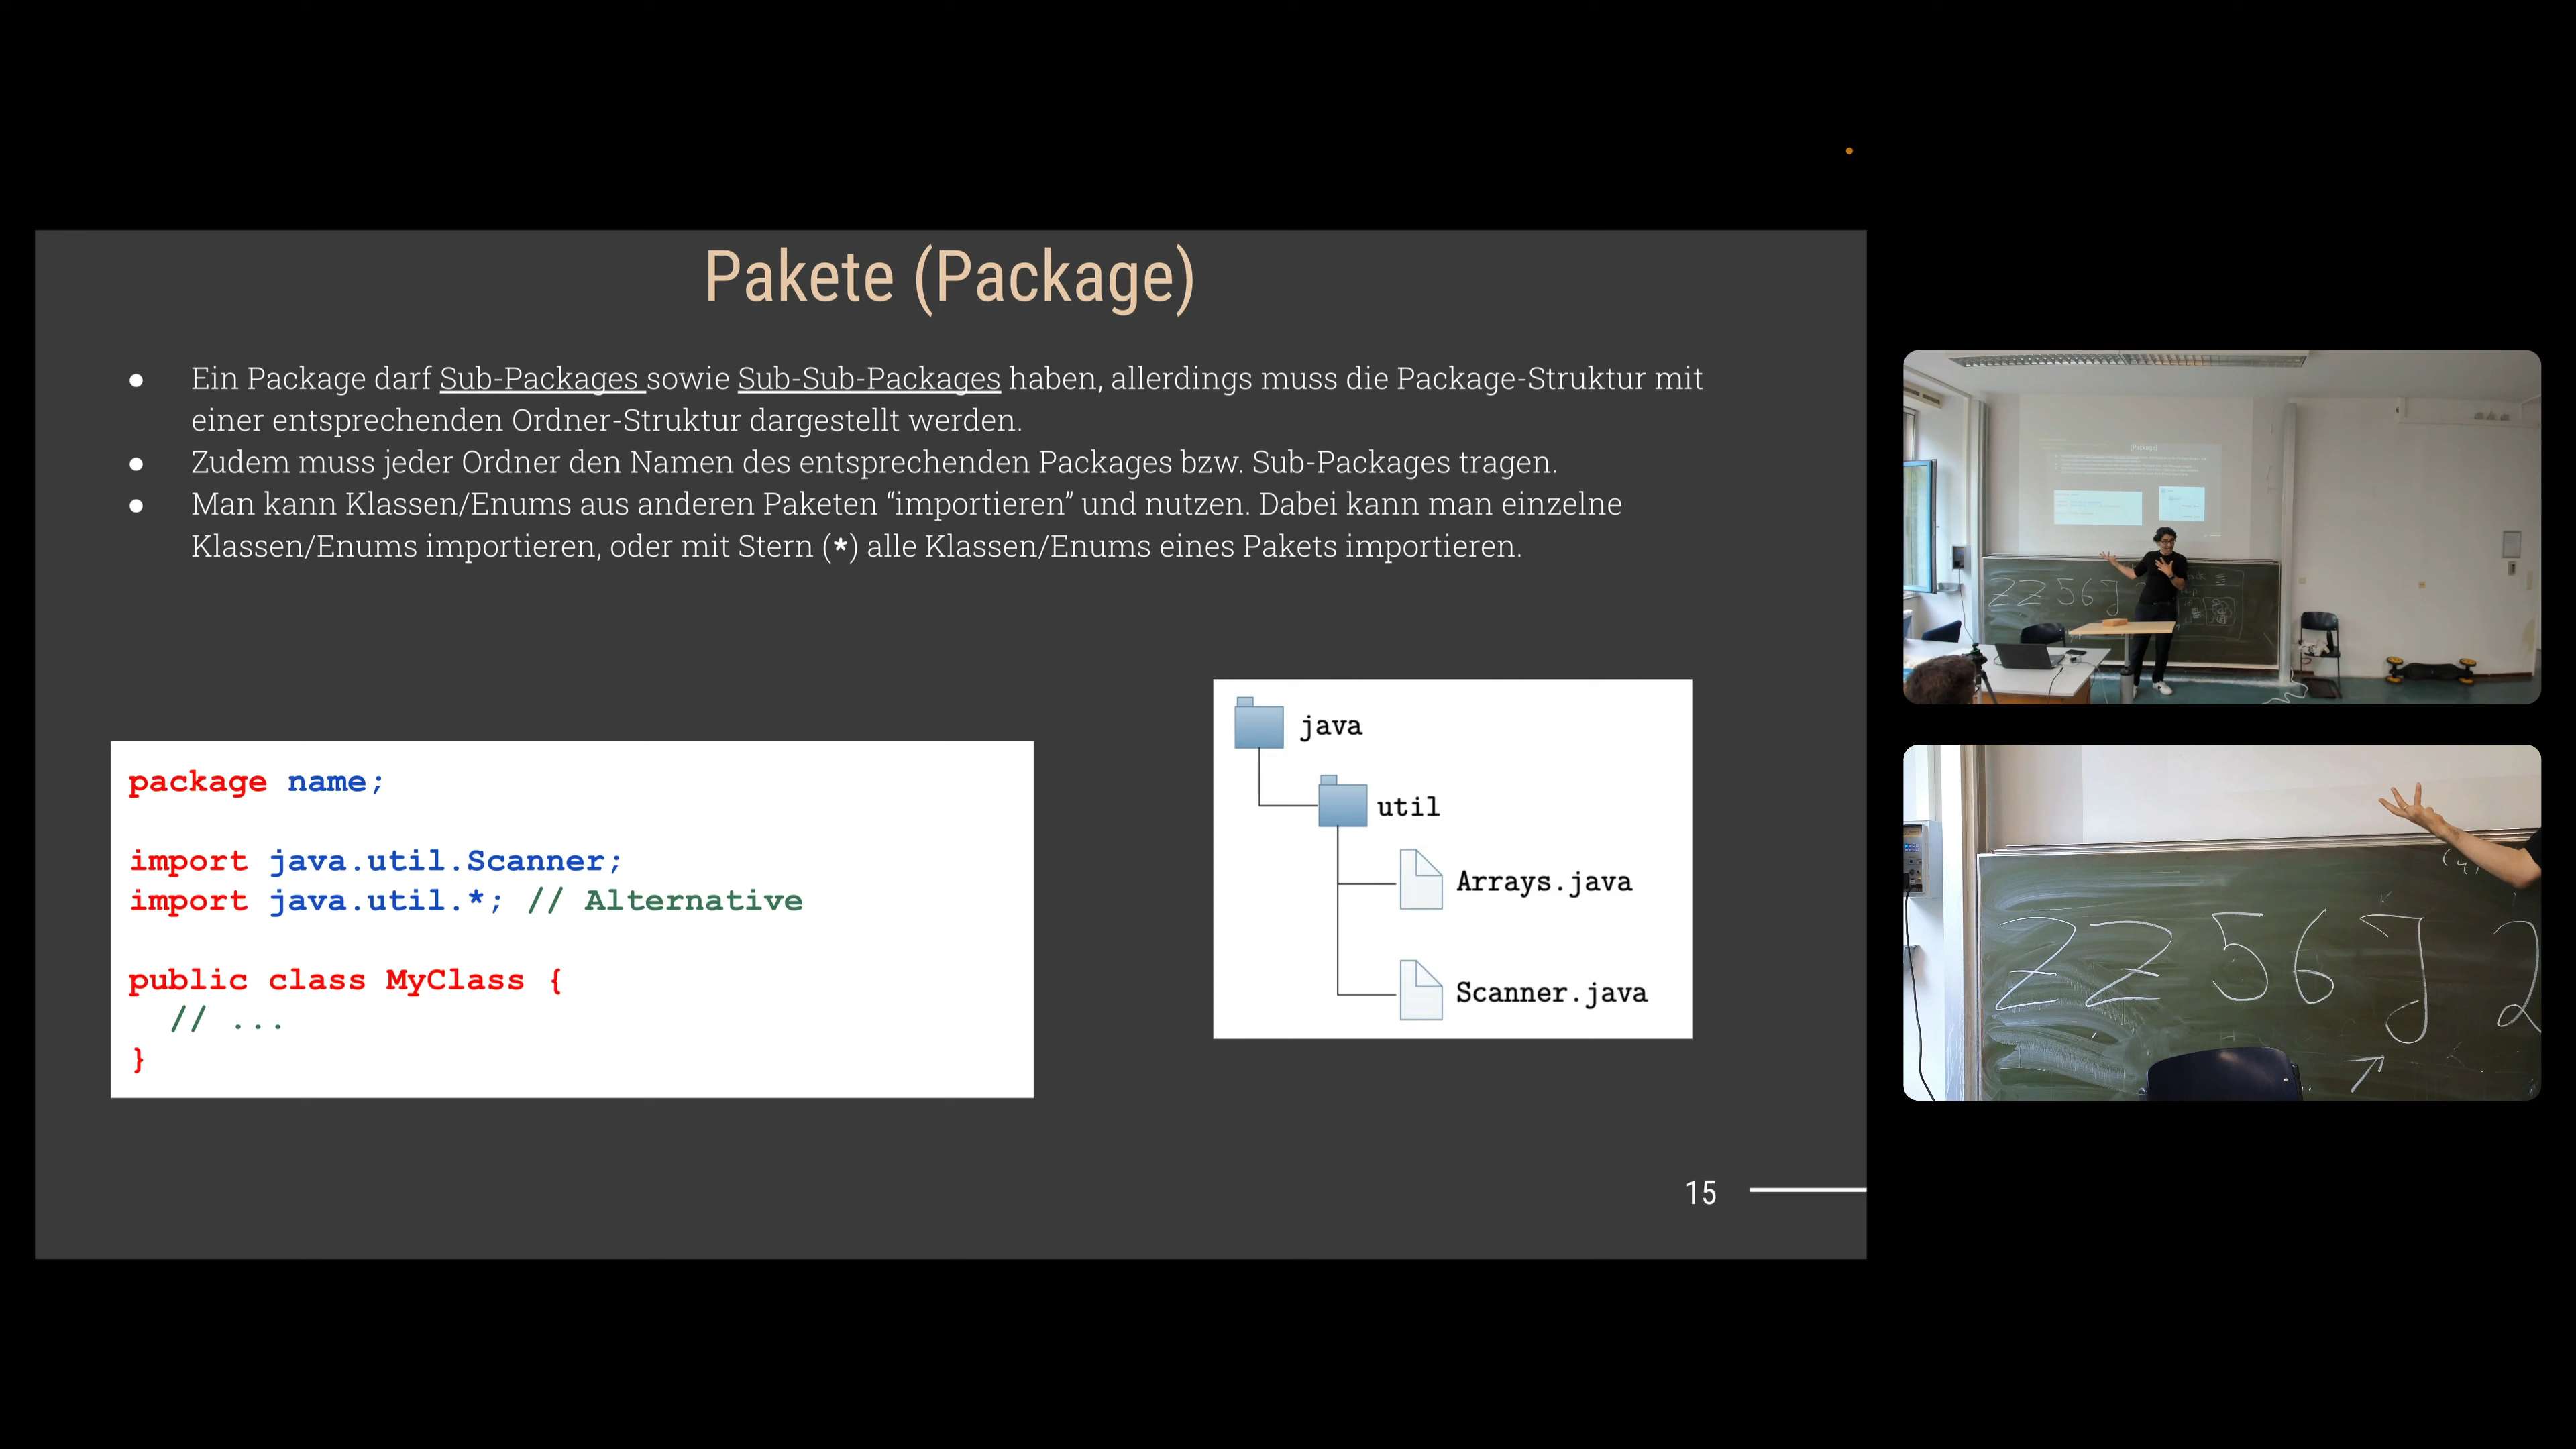 Pakete (Package)
● Ein Package darf Sub-Packages sowie Sub-Sub-Packages haben, allerdings muss die Package-Struktur mit
einer entsprechenden Ordner-Struktur dargestellt werden.
● Zudem muss jeder Ordner den Namen des entsprechenden Packages bzw. Sub-Packages tragen.
● Man kann Klassen/Enums aus anderen Paketen “importieren” und nutzen. Dabei kann man einzelne
Klassen/Enums importieren, oder mit Stern (*) alle Klassen/Enums eines Pakets importieren.
package name;
import java.util.Scanner;
import java.util.*; // Alternative
public class MyClass {
// ...
}
java
util
Arrays.java
Scanner.java
15
ZZ56J
ZZ56J2